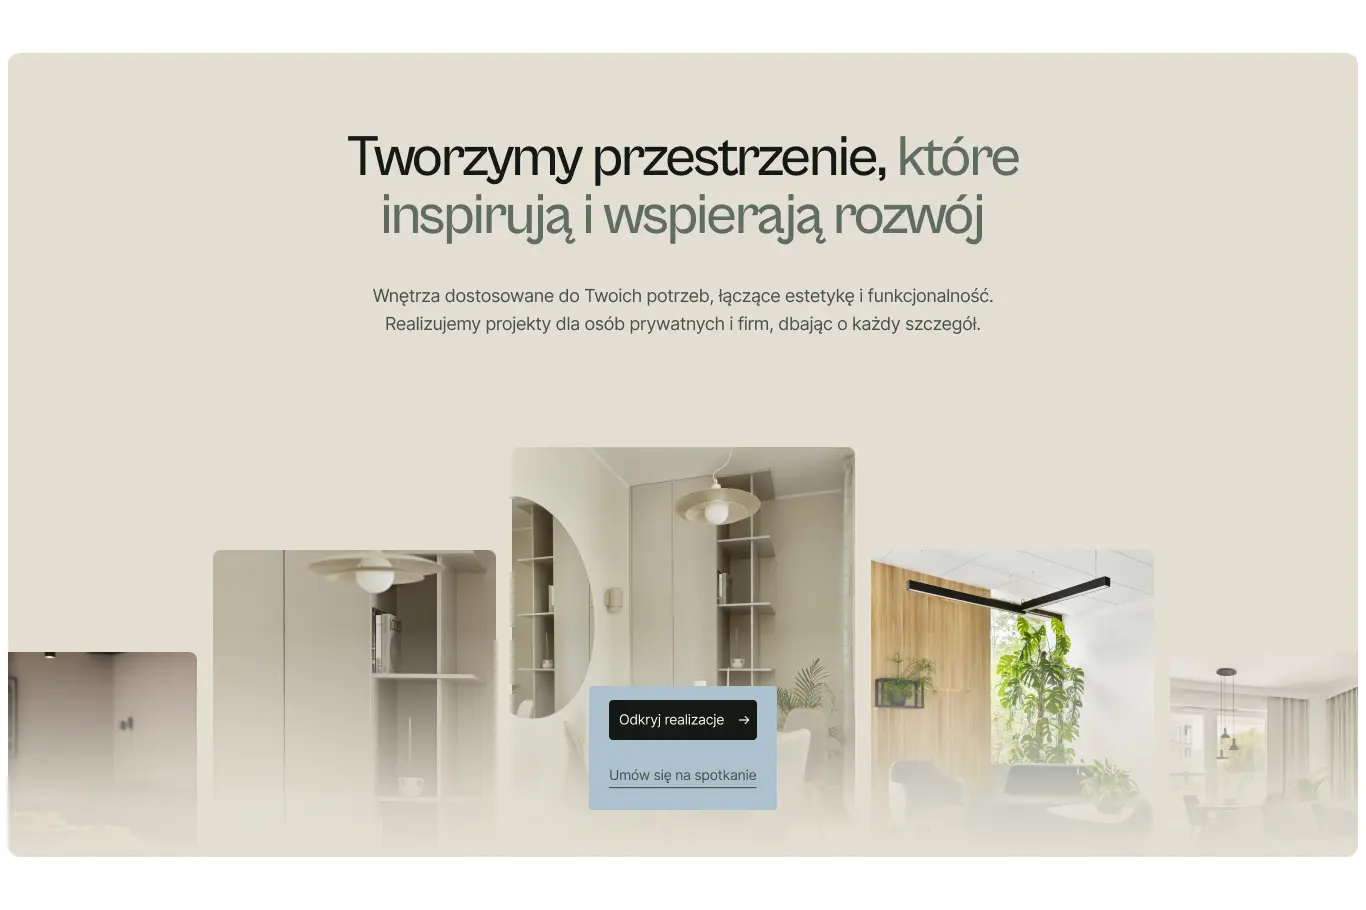 Tworzymy przestrzenie, które
inspirują i wspierają rozwój
Wnętrza dostosowane do Twoich potrzeb, łączące estetykę i funkcjonalność.
Realizujemy projekty dla osób prywatnych i firm, dbając o każdy szczegół.
Odkryj realizacje →
Umów się na spotkanie